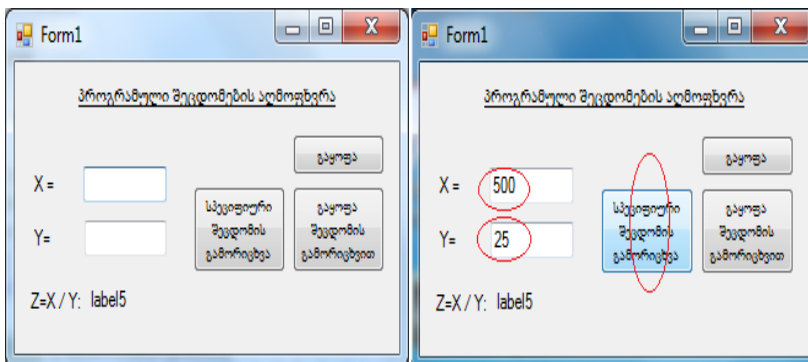 Form1
პროგრამული შეცდომების აღმოფხვრა
გაყოფა
X =
Y=
სპეციფიური
შეცდომის
გამორიცხვა
გაყოფა
შეცდომის
გამორიცხვით
Z=X / Y: label5
Form1
პროგრამული შეცდომების აღმოფხვრა
გაყოფა
X = 500
Y= 25
სპეციფიური
შეცდომის
გამორიცხვა
გაყოფა
შეცდომის
გამორიცხვით
Z=X / Y: label5